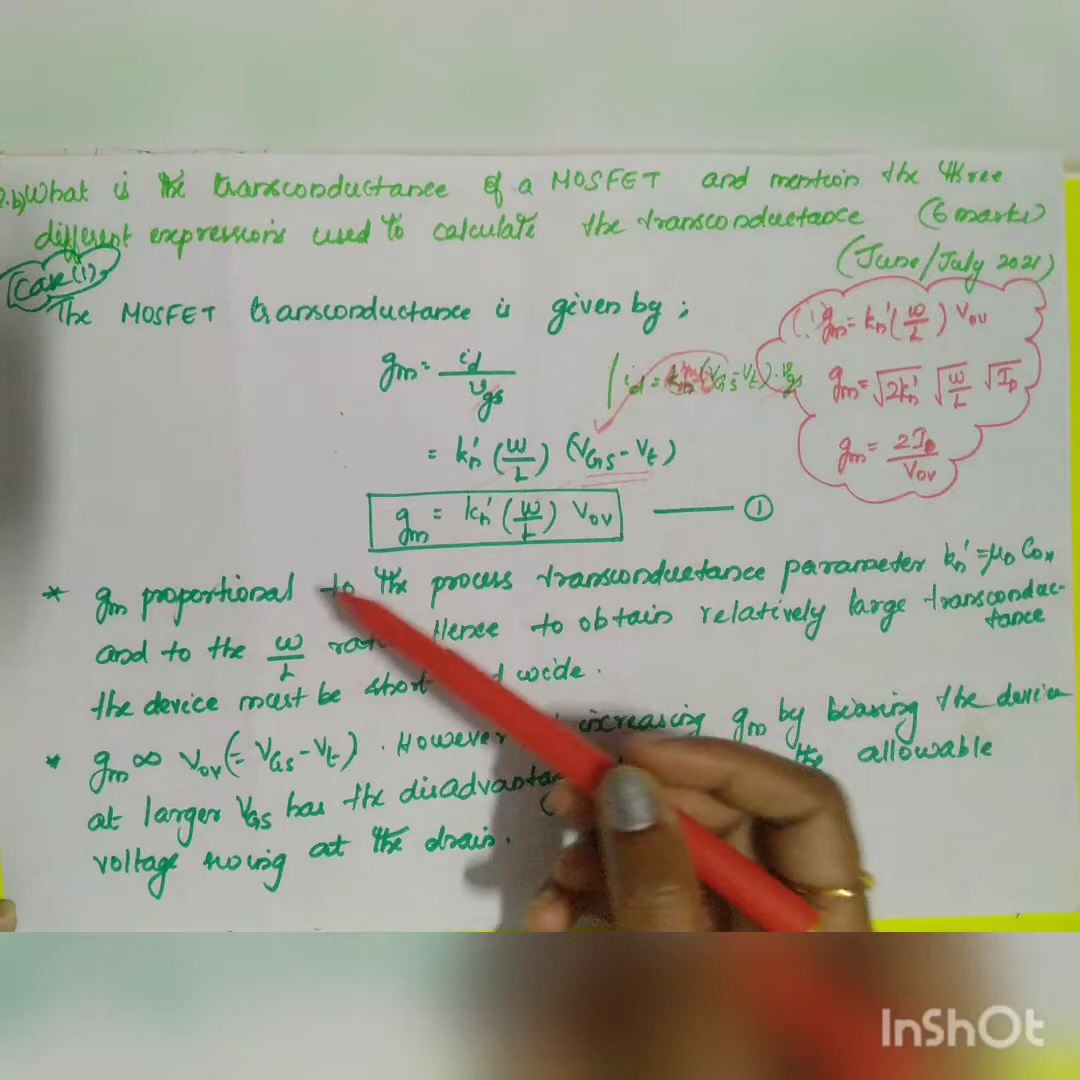 2.b) What is the transconductance of a MOSFET and mention the three
different expressions used to calculate the transconductance (6 marks)
(June/July 2021)
Case (1)
The MOSFET transconductance is given by;
gm = id / vgs
= kn' (W/L) (VGS - Vt)
gm = kn' (W/L) Vov ——— ①
gm = kn' (W/L) Vov
gm = √2kn' √W/L √ID
gm = 2ID / Vov
* gm proportional to the process transconductance parameter kn' = μn Cox
and to the W/L Hence to obtain relatively large transconduc-
tance
the device must be short wide.
* gm ∝ Vov (= VGS - Vt). However increasing gm by biasing the device
at larger VGS has the the allowable
voltage swing at the drain.
InShOt